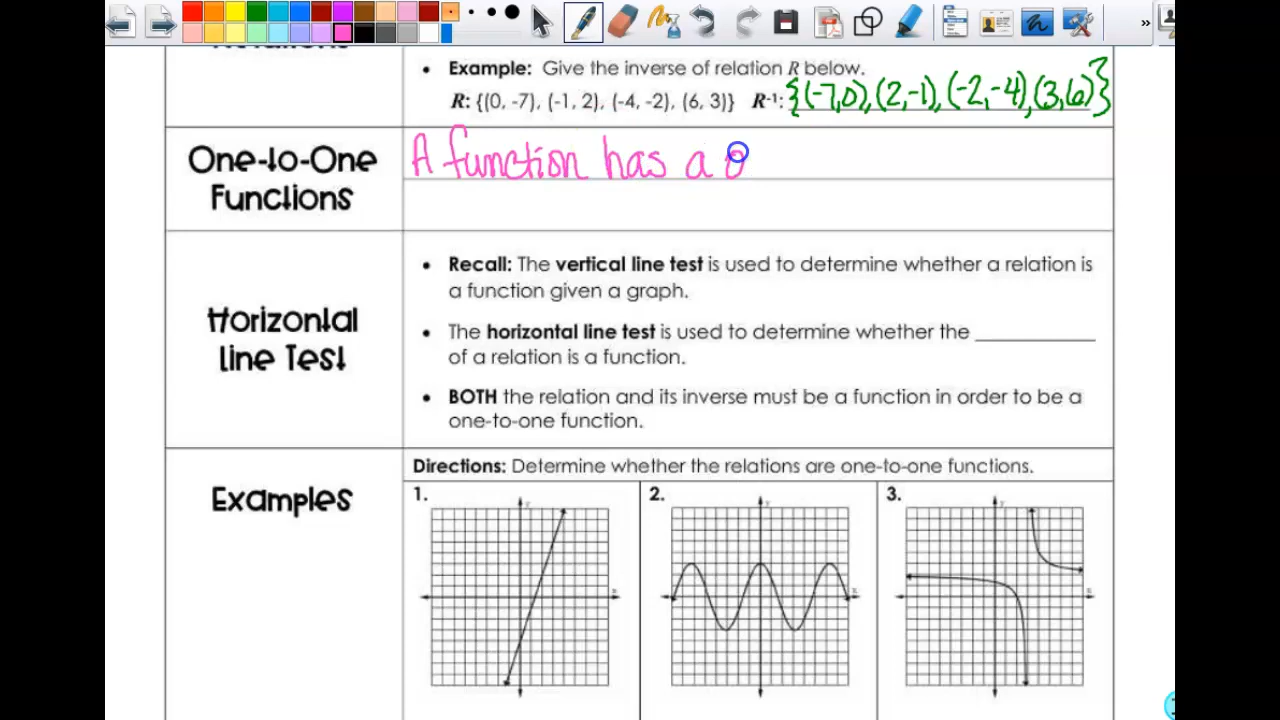 • Example: Give the inverse of relation R below.
R: {(0, -7), (-1, 2), (-4, -2), (6, 3)} R⁻¹: {(-7,0),(2,-1),(-2,-4),(3,6)}
One-to-One
Functions
A function has a
Horizontal
Line Test
• Recall: The vertical line test is used to determine whether a relation is
a function given a graph.
• The horizontal line test is used to determine whether the ____________
of a relation is a function.
• BOTH the relation and its inverse must be a function in order to be a
one-to-one function.
Examples
Directions: Determine whether the relations are one-to-one functions.
1.
2.
3.